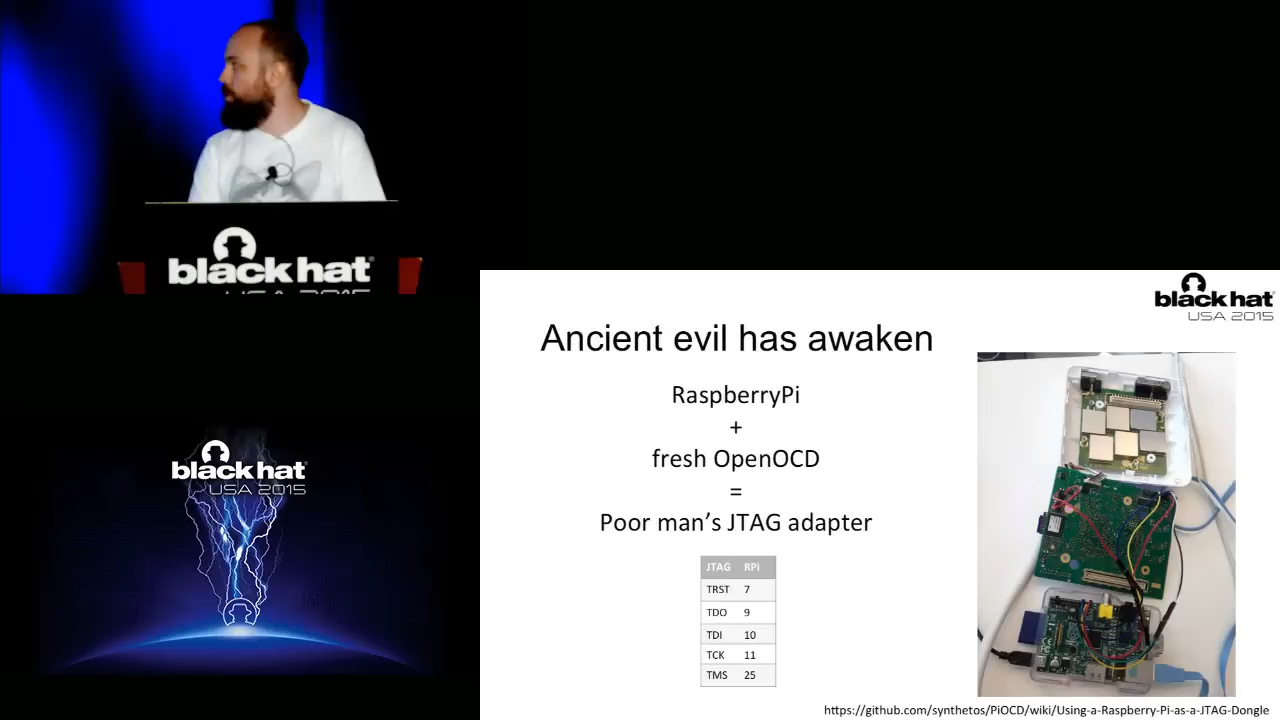 black hat
USA 2015
black hat
USA 2015
black hat
USA 2015
Ancient evil has awaken
RaspberryPi
+
fresh OpenOCD
=
Poor man's JTAG adapter
JTAG RPi
TRST 7
TDO 9
TDI 10
TCK 11
TMS 25
https://github.com/synthetos/PiOCD/wiki/Using-a-Raspberry-Pi-as-a-JTAG-Dongle